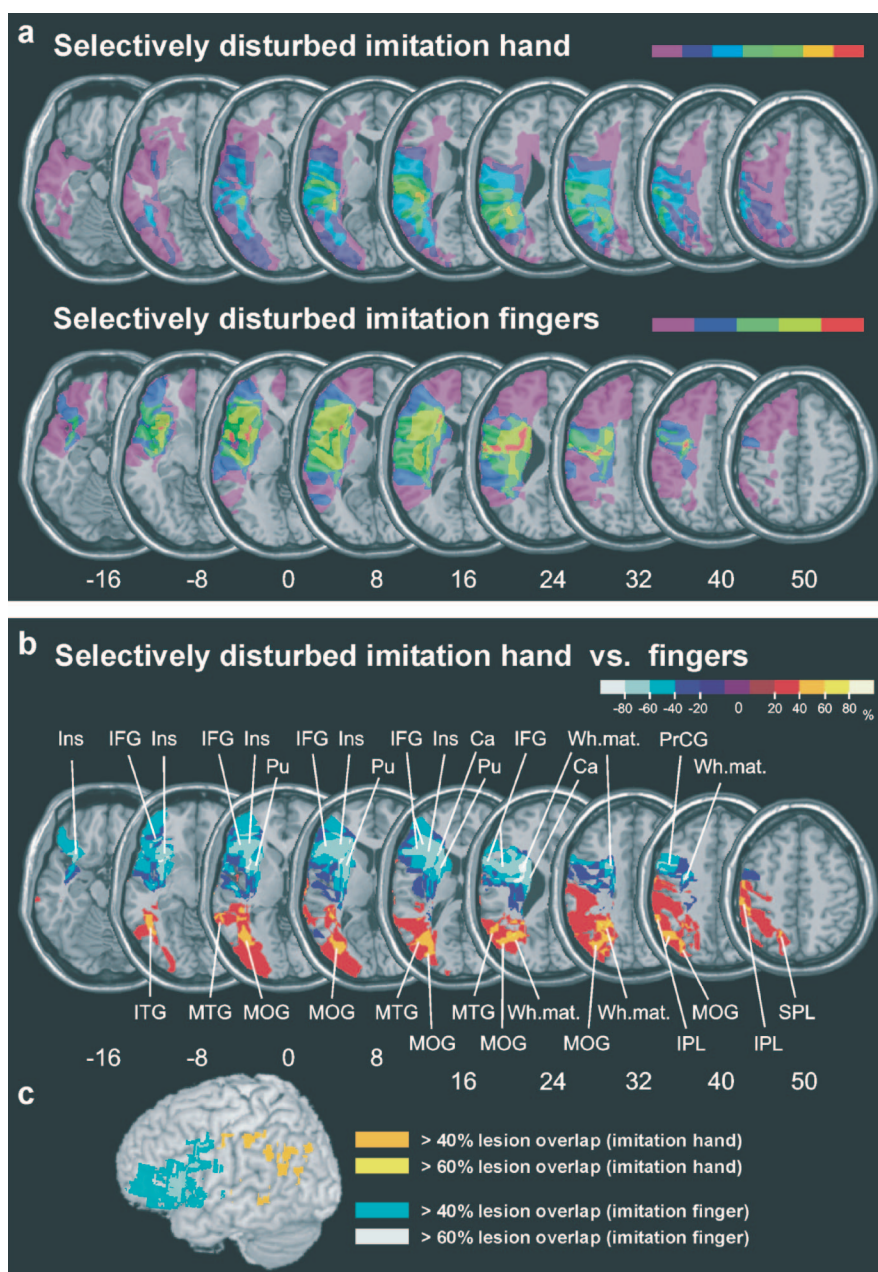 a
Selectively disturbed imitation hand
Selectively disturbed imitation fingers
-16 -8 0 8 16 24 32 40 50
b
Selectively disturbed imitation hand vs. fingers
-80 -60 -40 -20 0 20 40 60 80 %
Ins IFG Ins IFG Ins IFG Ins IFG Ins Ca IFG Wh.mat. PrCG
Pu Pu Pu Ca Wh.mat.
ITG MTG MOG MOG MTG MTG Wh.mat. Wh.mat. MOG SPL
MOG MOG MOG IPL IPL
-16 -8 0 8
16 24 32 40 50
c
> 40% lesion overlap (imitation hand)
> 60% lesion overlap (imitation hand)
> 40% lesion overlap (imitation finger)
> 60% lesion overlap (imitation finger)